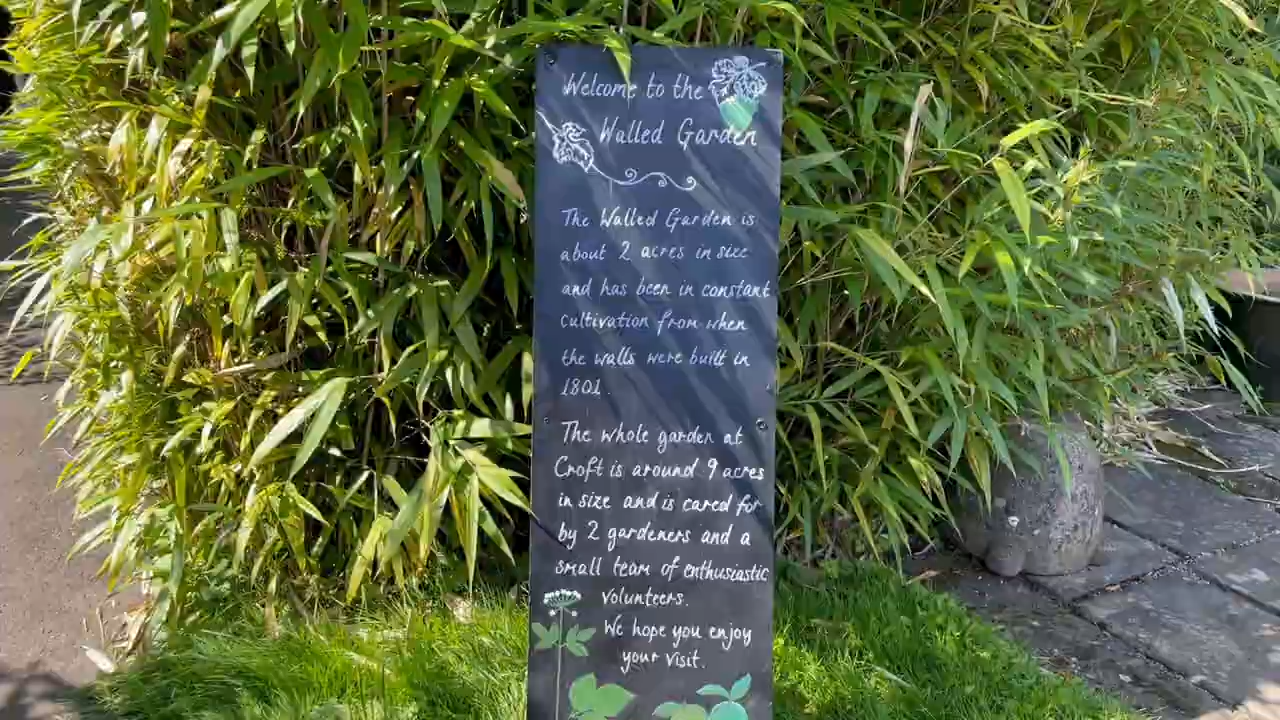 Welcome to the
Walled Garden
The Walled Garden is
about 2 acres in size
and has been in constant
cultivation from when
the walls were built in
1801.
The whole garden at
Croft is around 9 acres
in size and is cared for
by 2 gardeners and a
small team of enthusiastic
volunteers.
We hope you enjoy
your visit.